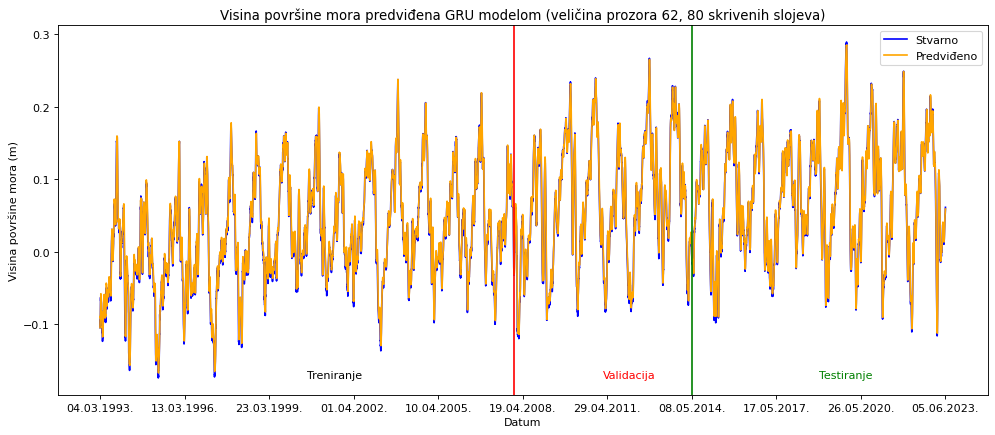 Visina površine mora predviđena GRU modelom (veličina prozora 62, 80 skrivenih slojeva)
Stvarno
Predviđeno
Visina površine mora (m)
0.3
0.2
0.1
0.0
−0.1
Treniranje
Validacija
Testiranje
04.03.1993. 13.03.1996. 23.03.1999. 01.04.2002. 10.04.2005. 19.04.2008. 29.04.2011. 08.05.2014. 17.05.2017. 26.05.2020. 05.06.2023.
Datum